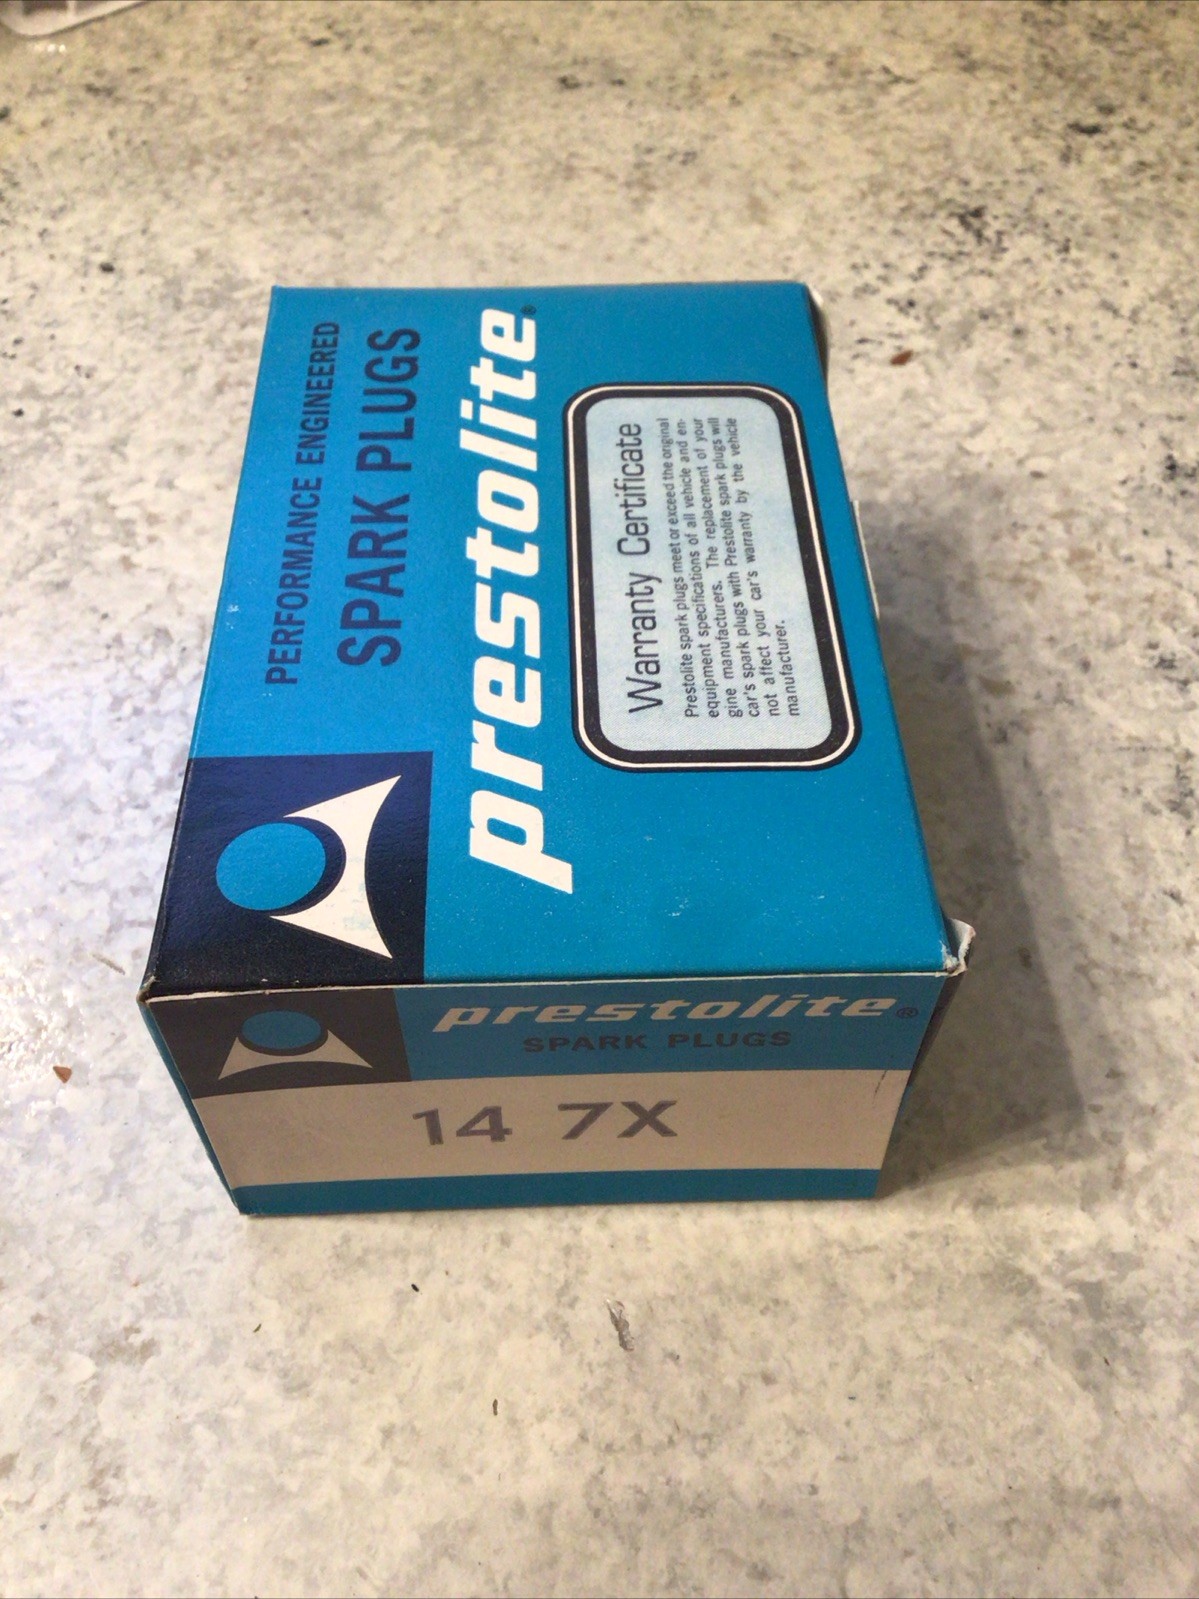 PERFORMANCE ENGINEERED
SPARK PLUGS
prestolite®
Warranty Certificate
Prestolite spark plugs meet or exceed the original
equipment specifications of all vehicle and en-
gine manufacturers. The replacement of your
car's spark plugs with Prestolite spark plugs will
not affect your car's warranty by the vehicle
manufacturer.
prestolite®
SPARK PLUGS
14 7X